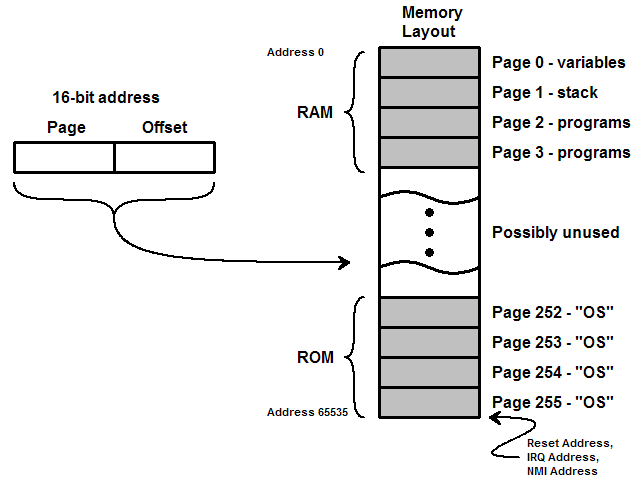 Memory
Layout
Address 0
Page 0 - variables
16-bit address
Page 1 - stack
RAM
Page Offset
Page 2 - programs
Page 3 - programs
Possibly unused
Page 252 - "OS"
Page 253 - "OS"
ROM
Page 254 - "OS"
Page 255 - "OS"
Address 65535
Reset Address,
IRQ Address,
NMI Address